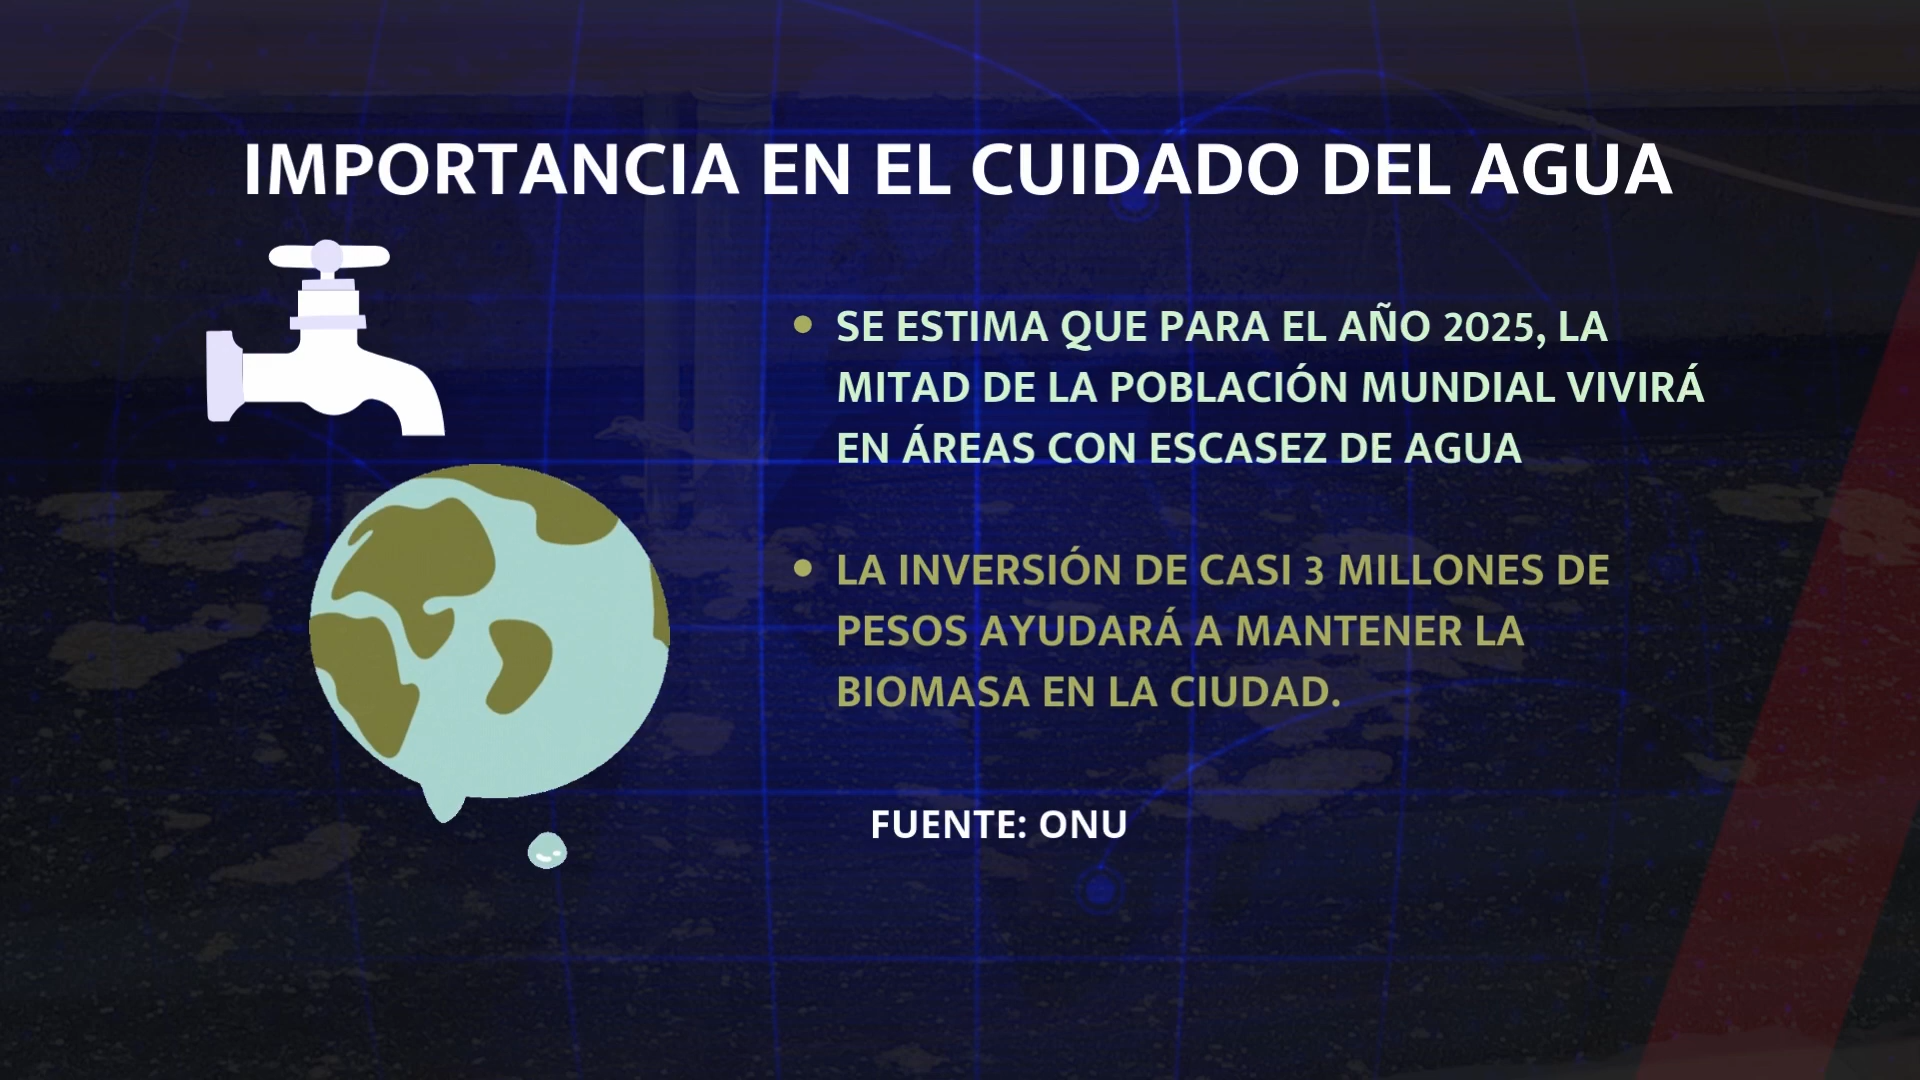 IMPORTANCIA EN EL CUIDADO DEL AGUA
• SE ESTIMA QUE PARA EL AÑO 2025, LA
MITAD DE LA POBLACIÓN MUNDIAL VIVIRÁ
EN ÁREAS CON ESCASEZ DE AGUA
• LA INVERSIÓN DE CASI 3 MILLONES DE
PESOS AYUDARÁ A MANTENER LA
BIOMASA EN LA CIUDAD.
FUENTE: ONU